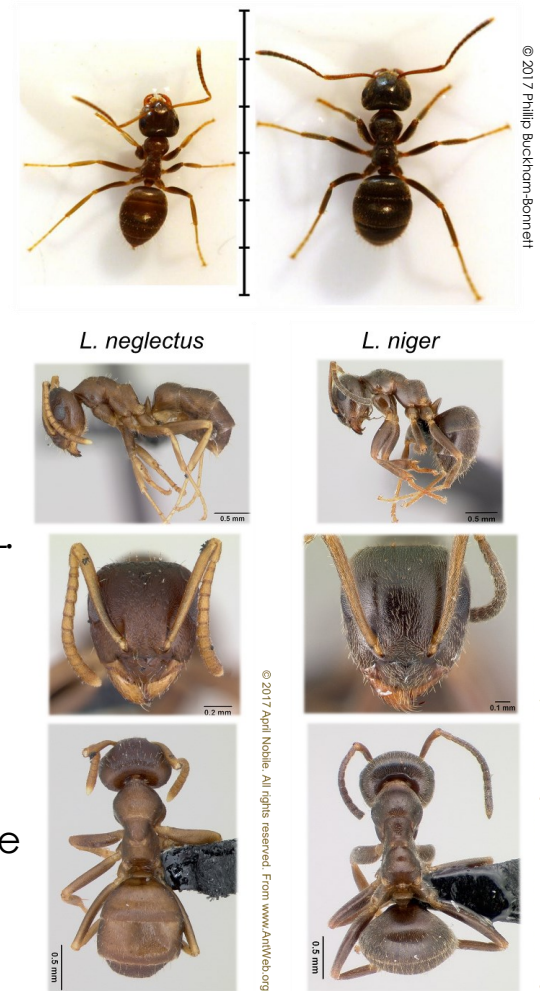 © 2017 Phillip Buckham-Bonnett
L. neglectus
L. niger
0.5 mm
0.5 mm
0.2 mm
0.1 mm
© 2017 April Nobile. All rights reserved. From www.AntWeb.org
e
0.5 mm
0.5 mm